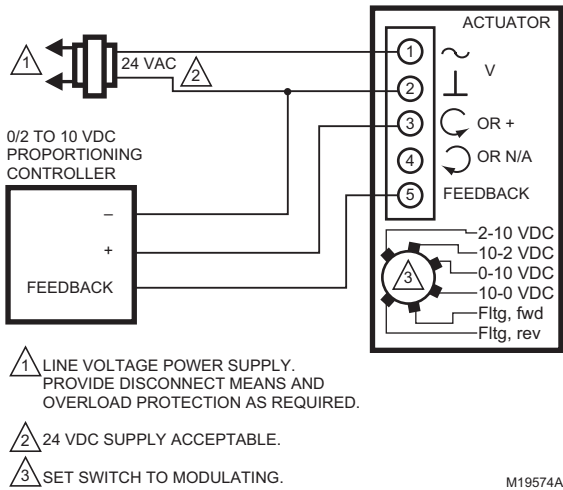 ACTUATOR
1
24 VAC
2
1
V
2
0/2 TO 10 VDC
PROPORTIONING
CONTROLLER
3
OR +
4
OR N/A
5
FEEDBACK
–
+
FEEDBACK
2-10 VDC
10-2 VDC
0-10 VDC
10-0 VDC
Fltg, fwd
Fltg, rev
3
1 LINE VOLTAGE POWER SUPPLY.
PROVIDE DISCONNECT MEANS AND
OVERLOAD PROTECTION AS REQUIRED.
2 24 VDC SUPPLY ACCEPTABLE.
3 SET SWITCH TO MODULATING.
M19574A